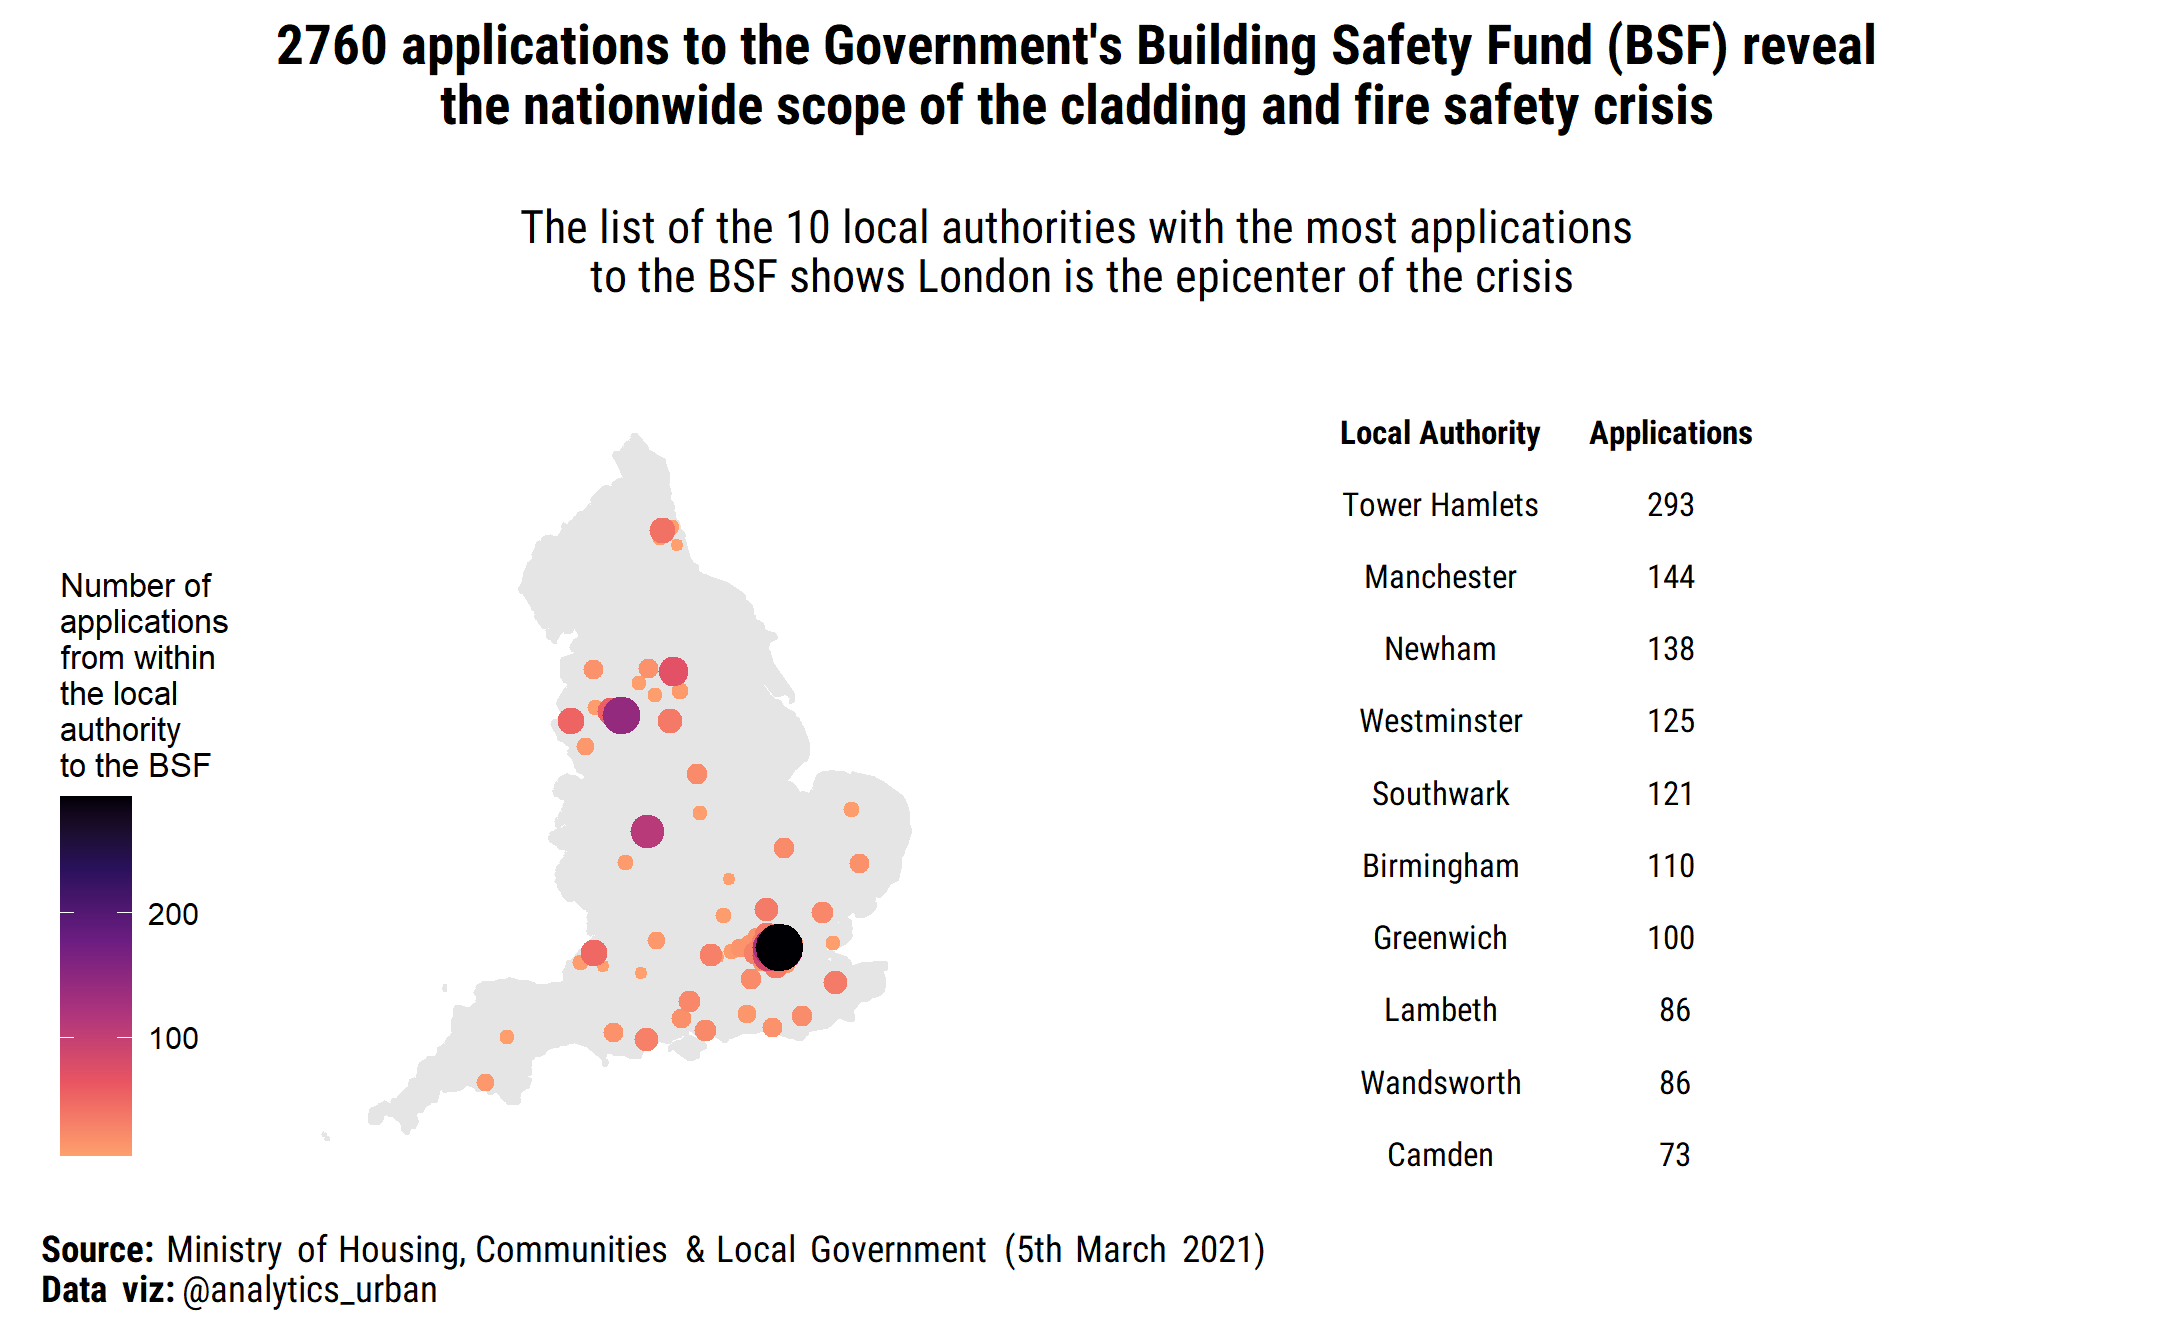 2760 applications to the Government's Building Safety Fund (BSF) reveal
the nationwide scope of the cladding and fire safety crisis
The list of the 10 local authorities with the most applications
to the BSF shows London is the epicenter of the crisis
Number of
applications
from within
the local
authority
to the BSF
200
100
Local Authority Applications
Tower Hamlets 293
Manchester 144
Newham 138
Westminster 125
Southwark 121
Birmingham 110
Greenwich 100
Lambeth 86
Wandsworth 86
Camden 73
Source: Ministry of Housing, Communities & Local Government (5th March 2021)
Data viz: @analytics_urban